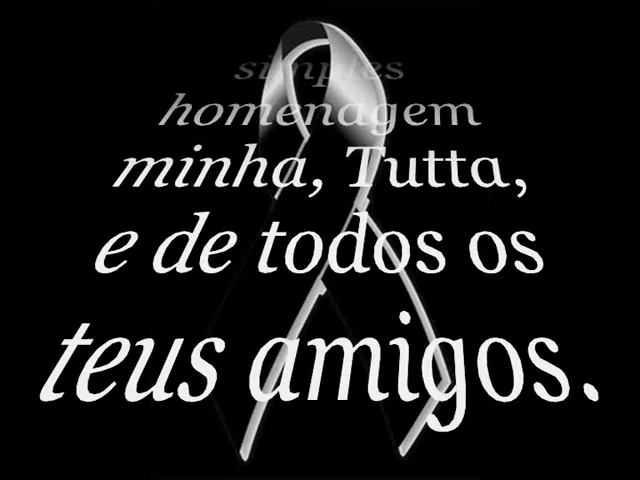 simples
homenagem
minha, Tutta,
e de todos os
teus amigos.